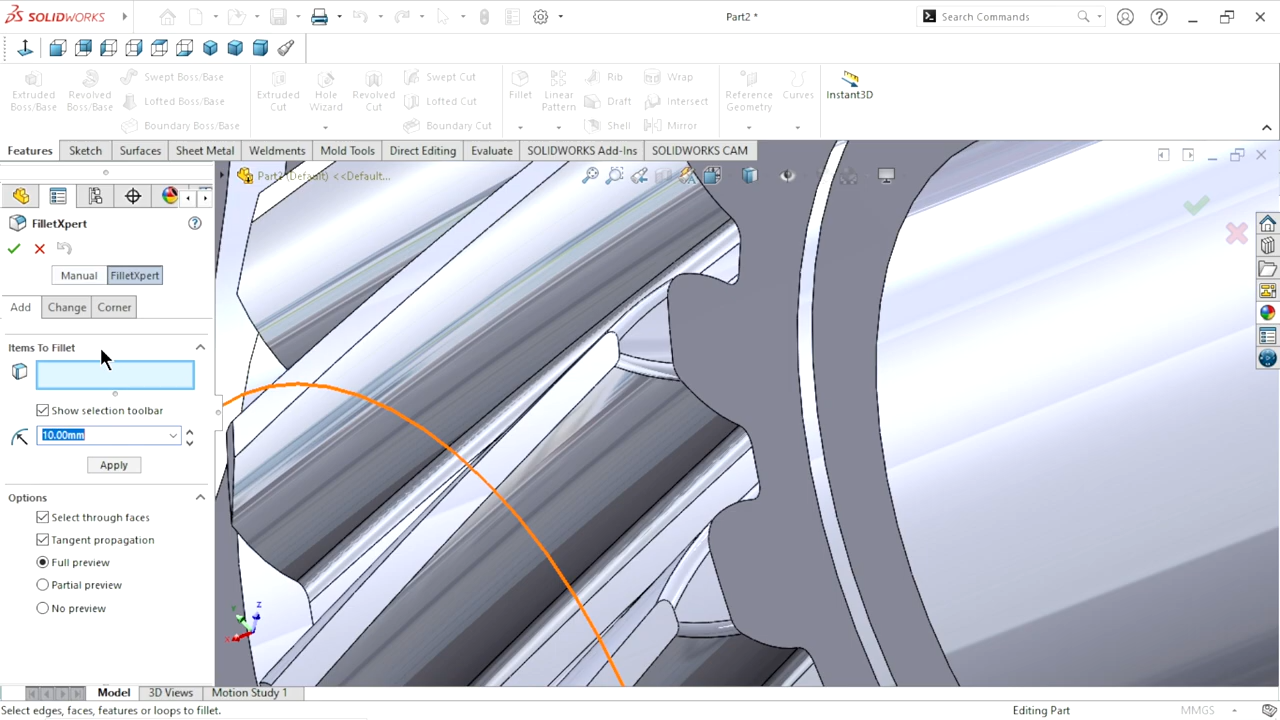 SOLIDWORKS
Part2 *
Search Commands
Extruded Boss/Base
Revolved Boss/Base
Swept Boss/Base
Lofted Boss/Base
Boundary Boss/Base
Extruded Cut
Hole Wizard
Revolved Cut
Swept Cut
Lofted Cut
Boundary Cut
Fillet
Linear Pattern
Rib
Draft
Shell
Wrap
Intersect
Mirror
Reference Geometry
Curves
Instant3D
Features
Sketch
Surfaces
Sheet Metal
Weldments
Mold Tools
Direct Editing
Evaluate
SOLIDWORKS Add-Ins
SOLIDWORKS CAM
Part2 (Default) <<Default...
FilletXpert
Manual
FilletXpert
Add
Change
Corner
Items To Fillet
Show selection toolbar
10.00mm
Apply
Options
Select through faces
Tangent propagation
Full preview
Partial preview
No preview
Z
Model
3D Views
Motion Study 1
Select edges, faces, features or loops to fillet.
Editing Part
MMGS